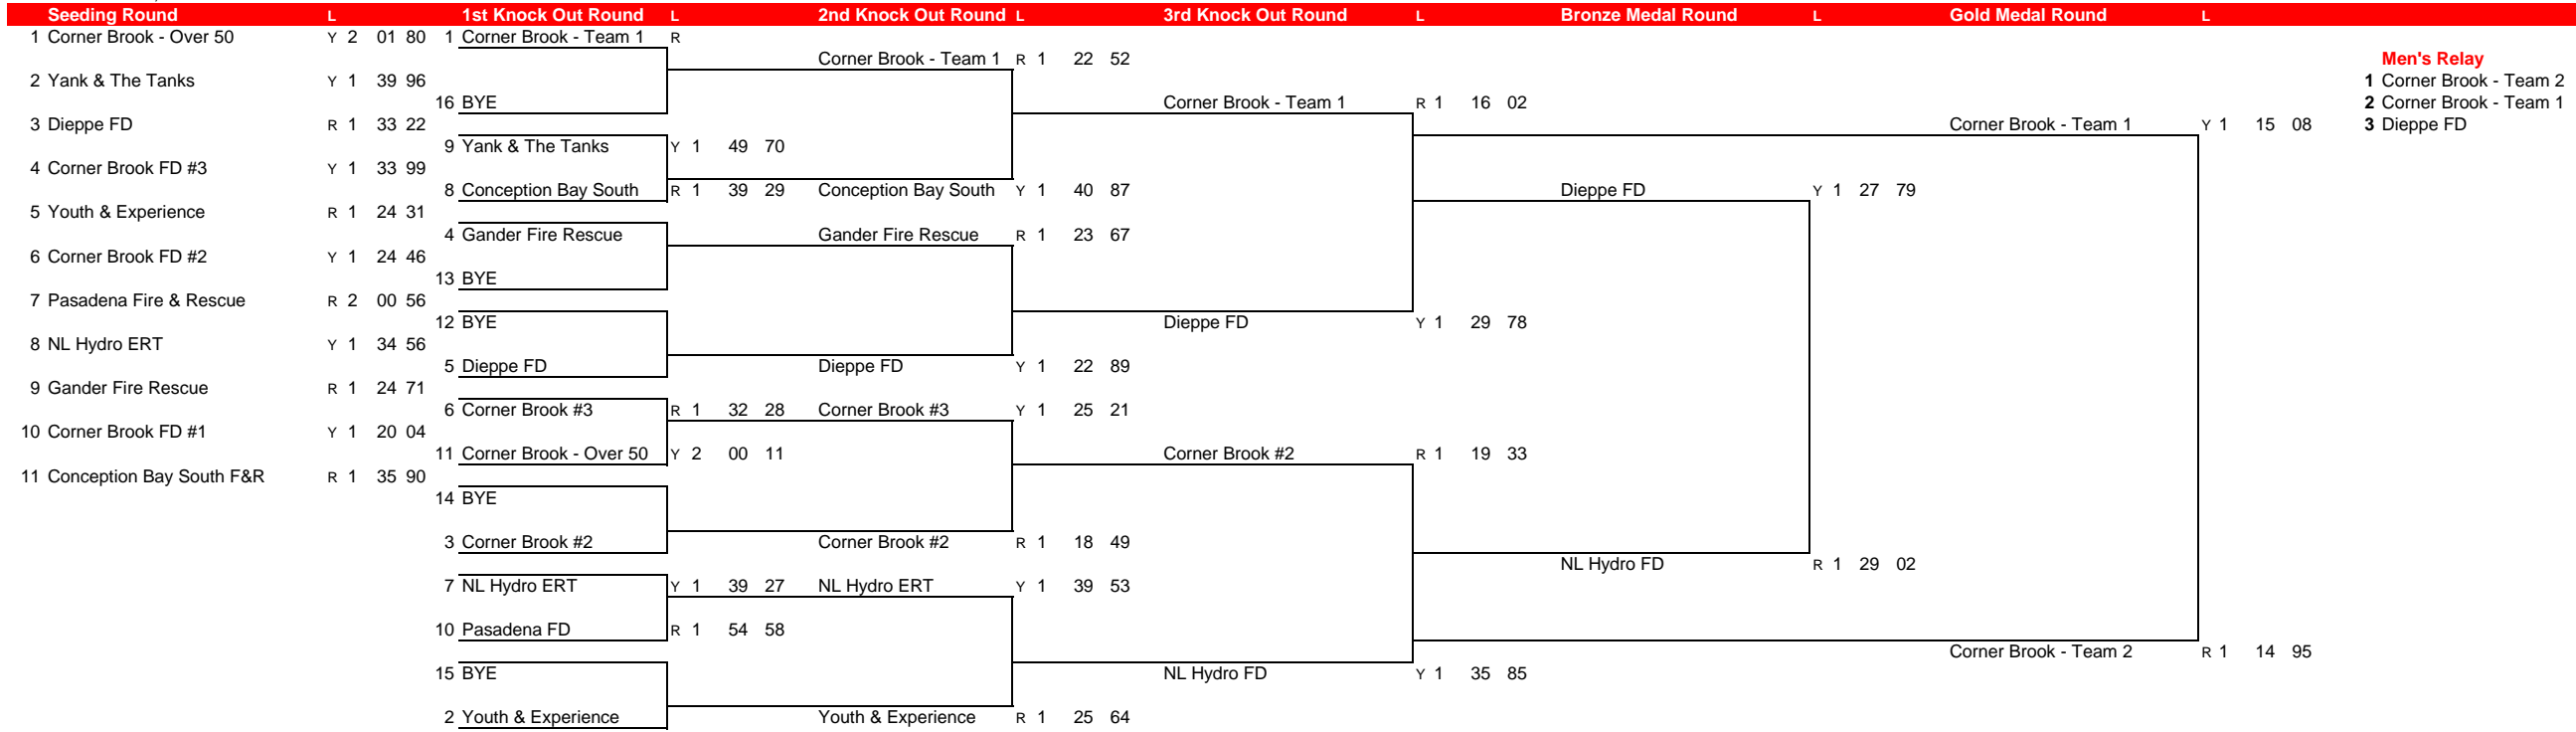 Seeding Round L 1st Knock Out Round L 2nd Knock Out Round L 3rd Knock Out Round L Bronze Medal Round L Gold Medal Round L
1 Corner Brook - Over 50 Y 2 01 80 1 Corner Brook - Team 1 R
Corner Brook - Team 1 R 1 22 52 Men's Relay
2 Yank & The Tanks Y 1 39 96 1 Corner Brook - Team 2
16 BYE Corner Brook - Team 1 R 1 16 02 2 Corner Brook - Team 1
3 Dieppe FD R 1 33 22 Corner Brook - Team 1 Y 1 15 08 3 Dieppe FD
9 Yank & The Tanks Y 1 49 70
4 Corner Brook FD #3 Y 1 33 99
8 Conception Bay South R 1 39 29 Conception Bay South Y 1 40 87 Dieppe FD Y 1 27 79
5 Youth & Experience R 1 24 31
4 Gander Fire Rescue Gander Fire Rescue R 1 23 67
6 Corner Brook FD #2 Y 1 24 46
13 BYE
7 Pasadena Fire & Rescue R 2 00 56
12 BYE Dieppe FD Y 1 29 78
8 NL Hydro ERT Y 1 34 56
5 Dieppe FD Dieppe FD Y 1 22 89
9 Gander Fire Rescue R 1 24 71
6 Corner Brook #3 R 1 32 28 Corner Brook #3 Y 1 25 21
10 Corner Brook FD #1 Y 1 20 04
11 Corner Brook - Over 50 Y 2 00 11 Corner Brook #2 R 1 19 33
11 Conception Bay South F&R R 1 35 90
14 BYE
3 Corner Brook #2 Corner Brook #2 R 1 18 49
NL Hydro FD R 1 29 02
7 NL Hydro ERT Y 1 39 27 NL Hydro ERT Y 1 39 53
10 Pasadena FD R 1 54 58
Corner Brook - Team 2 R 1 14 95
15 BYE NL Hydro FD Y 1 35 85
2 Youth & Experience Youth & Experience R 1 25 64